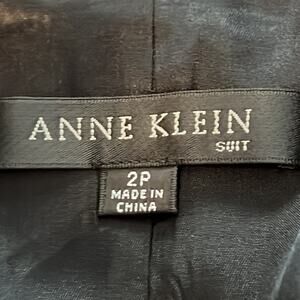 ANNE KLEIN
SUIT
2P
MADE IN
CHINA